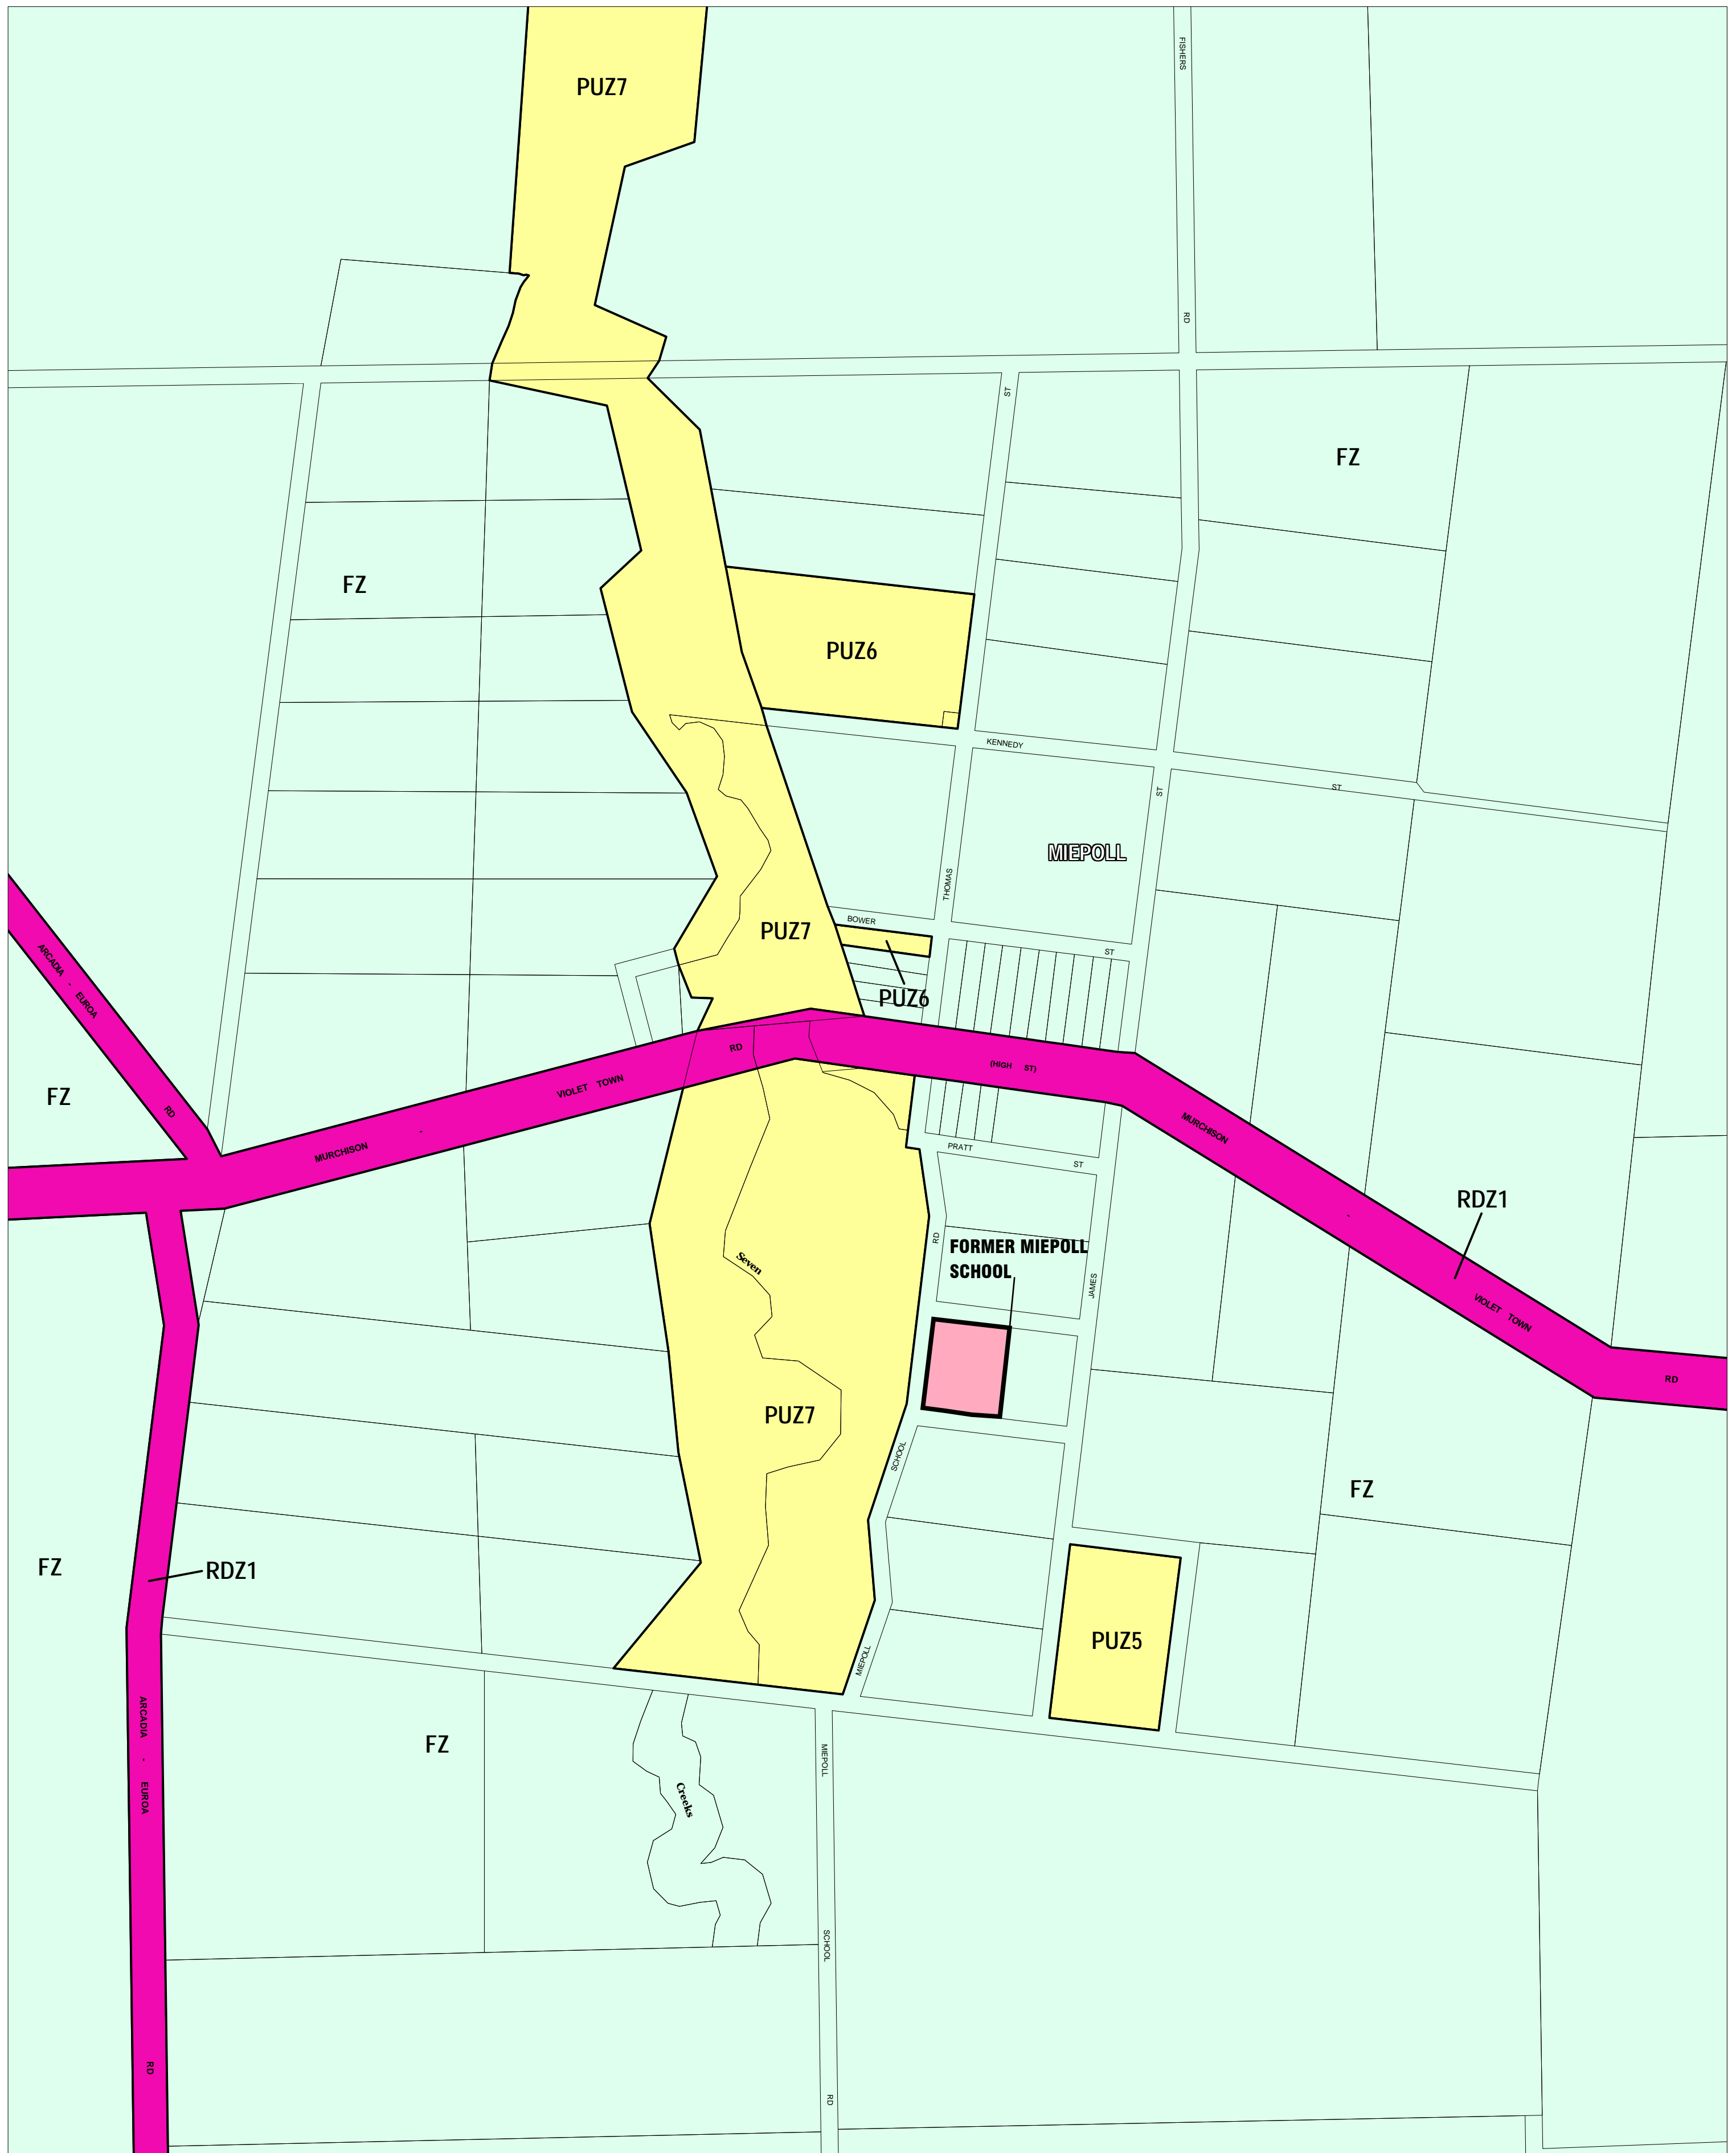 PUZ7
FISHERS
RD
ST
FZ
FZ
PUZ6
KENNEDY
ST
ST
MIEPOLL
THOMAS
BOWER
ST
PUZ7
PUZ6
ARCADIA - EUROA
RD
FZ
MURCHISON - VIOLET TOWN
RD
(HIGH ST)
MURCHISON - VIOLET TOWN
RD
RDZ1
PRATT
ST
RD
FORMER MIEPOLL
SCHOOL
JAMES
Seven
PUZ7
SCHOOL
MIEPOLL
FZ
FZ
RDZ1
PUZ5
ARCADIA - EUROA
RD
FZ
Creeks
MIEPOLL
SCHOOL
RD